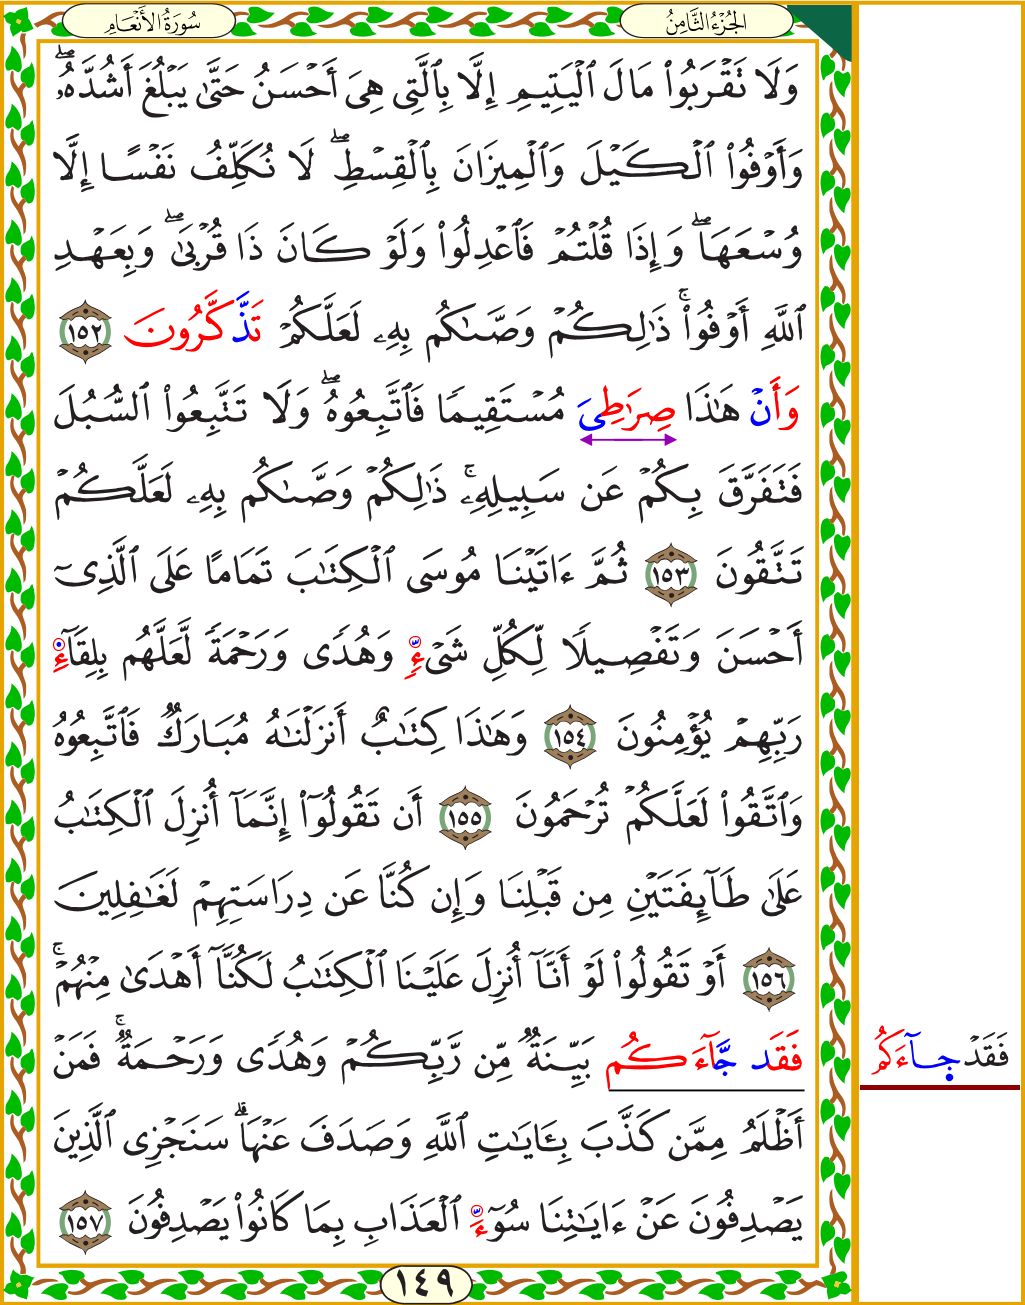 الجُزْءُ الثَّامِنُ
سُورَةُ الأَنْعَامِ
وَلَا تَقْرَبُوا۟ مَالَ ٱلْيَتِيمِ إِلَّا بِٱلَّتِى هِىَ أَحْسَنُ حَتَّىٰ يَبْلُغَ أَشُدَّهُۥ ۖ
وَأَوْفُوا۟ ٱلْكَيْلَ وَٱلْمِيزَانَ بِٱلْقِسْطِ ۖ لَا نُكَلِّفُ نَفْسًا إِلَّا
وُسْعَهَا ۖ وَإِذَا قُلْتُمْ فَٱعْدِلُوا۟ وَلَوْ كَانَ ذَا قُرْبَىٰ ۖ وَبِعَهْدِ
ٱللَّهِ أَوْفُوا۟ ۚ ذَٰلِكُمْ وَصَّىٰكُم بِهِۦ لَعَلَّكُمْ تَذَّكَّرُونَ ١٥٢
وَأَنْ هَٰذَا صِرَٰطِىَ مُسْتَقِيمًا فَٱتَّبِعُوهُ ۖ وَلَا تَتَّبِعُوا۟ ٱلسُّبُلَ
فَتَفَرَّقَ بِكُمْ عَن سَبِيلِهِۦ ۚ ذَٰلِكُمْ وَصَّىٰكُم بِهِۦ لَعَلَّكُمْ
تَتَّقُونَ ١٥٣ ثُمَّ ءَاتَيْنَا مُوسَى ٱلْكِتَٰبَ تَمَامًا عَلَى ٱلَّذِىٓ
أَحْسَنَ وَتَفْصِيلًا لِّكُلِّ شَىْءٍ وَهُدًى وَرَحْمَةً لَّعَلَّهُم بِلِقَآءِ
رَبِّهِمْ يُؤْمِنُونَ ١٥٤ وَهَٰذَا كِتَٰبٌ أَنزَلْنَٰهُ مُبَارَكٌ فَٱتَّبِعُوهُ
وَٱتَّقُوا۟ لَعَلَّكُمْ تُرْحَمُونَ ١٥٥ أَن تَقُولُوٓا۟ إِنَّمَآ أُنزِلَ ٱلْكِتَٰبُ
عَلَىٰ طَآئِفَتَيْنِ مِن قَبْلِنَا وَإِن كُنَّا عَن دِرَاسَتِهِمْ لَغَٰفِلِينَ
١٥٦ أَوْ تَقُولُوا۟ لَوْ أَنَّآ أُنزِلَ عَلَيْنَا ٱلْكِتَٰبُ لَكُنَّآ أَهْدَىٰ مِنْهُمْ ۚ
فَقَد جَّآءَكُم بَيِّنَةٌ مِّن رَّبِّكُمْ وَهُدًى وَرَحْمَةٌ ۚ فَمَنْ
فَقَدْ جَآءَكُمْ
أَظْلَمُ مِمَّن كَذَّبَ بِـَٔايَٰتِ ٱللَّهِ وَصَدَفَ عَنْهَا ۗ سَنَجْزِى ٱلَّذِينَ
يَصْدِفُونَ عَنْ ءَايَٰتِنَا سُوٓءَ ٱلْعَذَابِ بِمَا كَانُوا۟ يَصْدِفُونَ ١٥٧
١٤٩